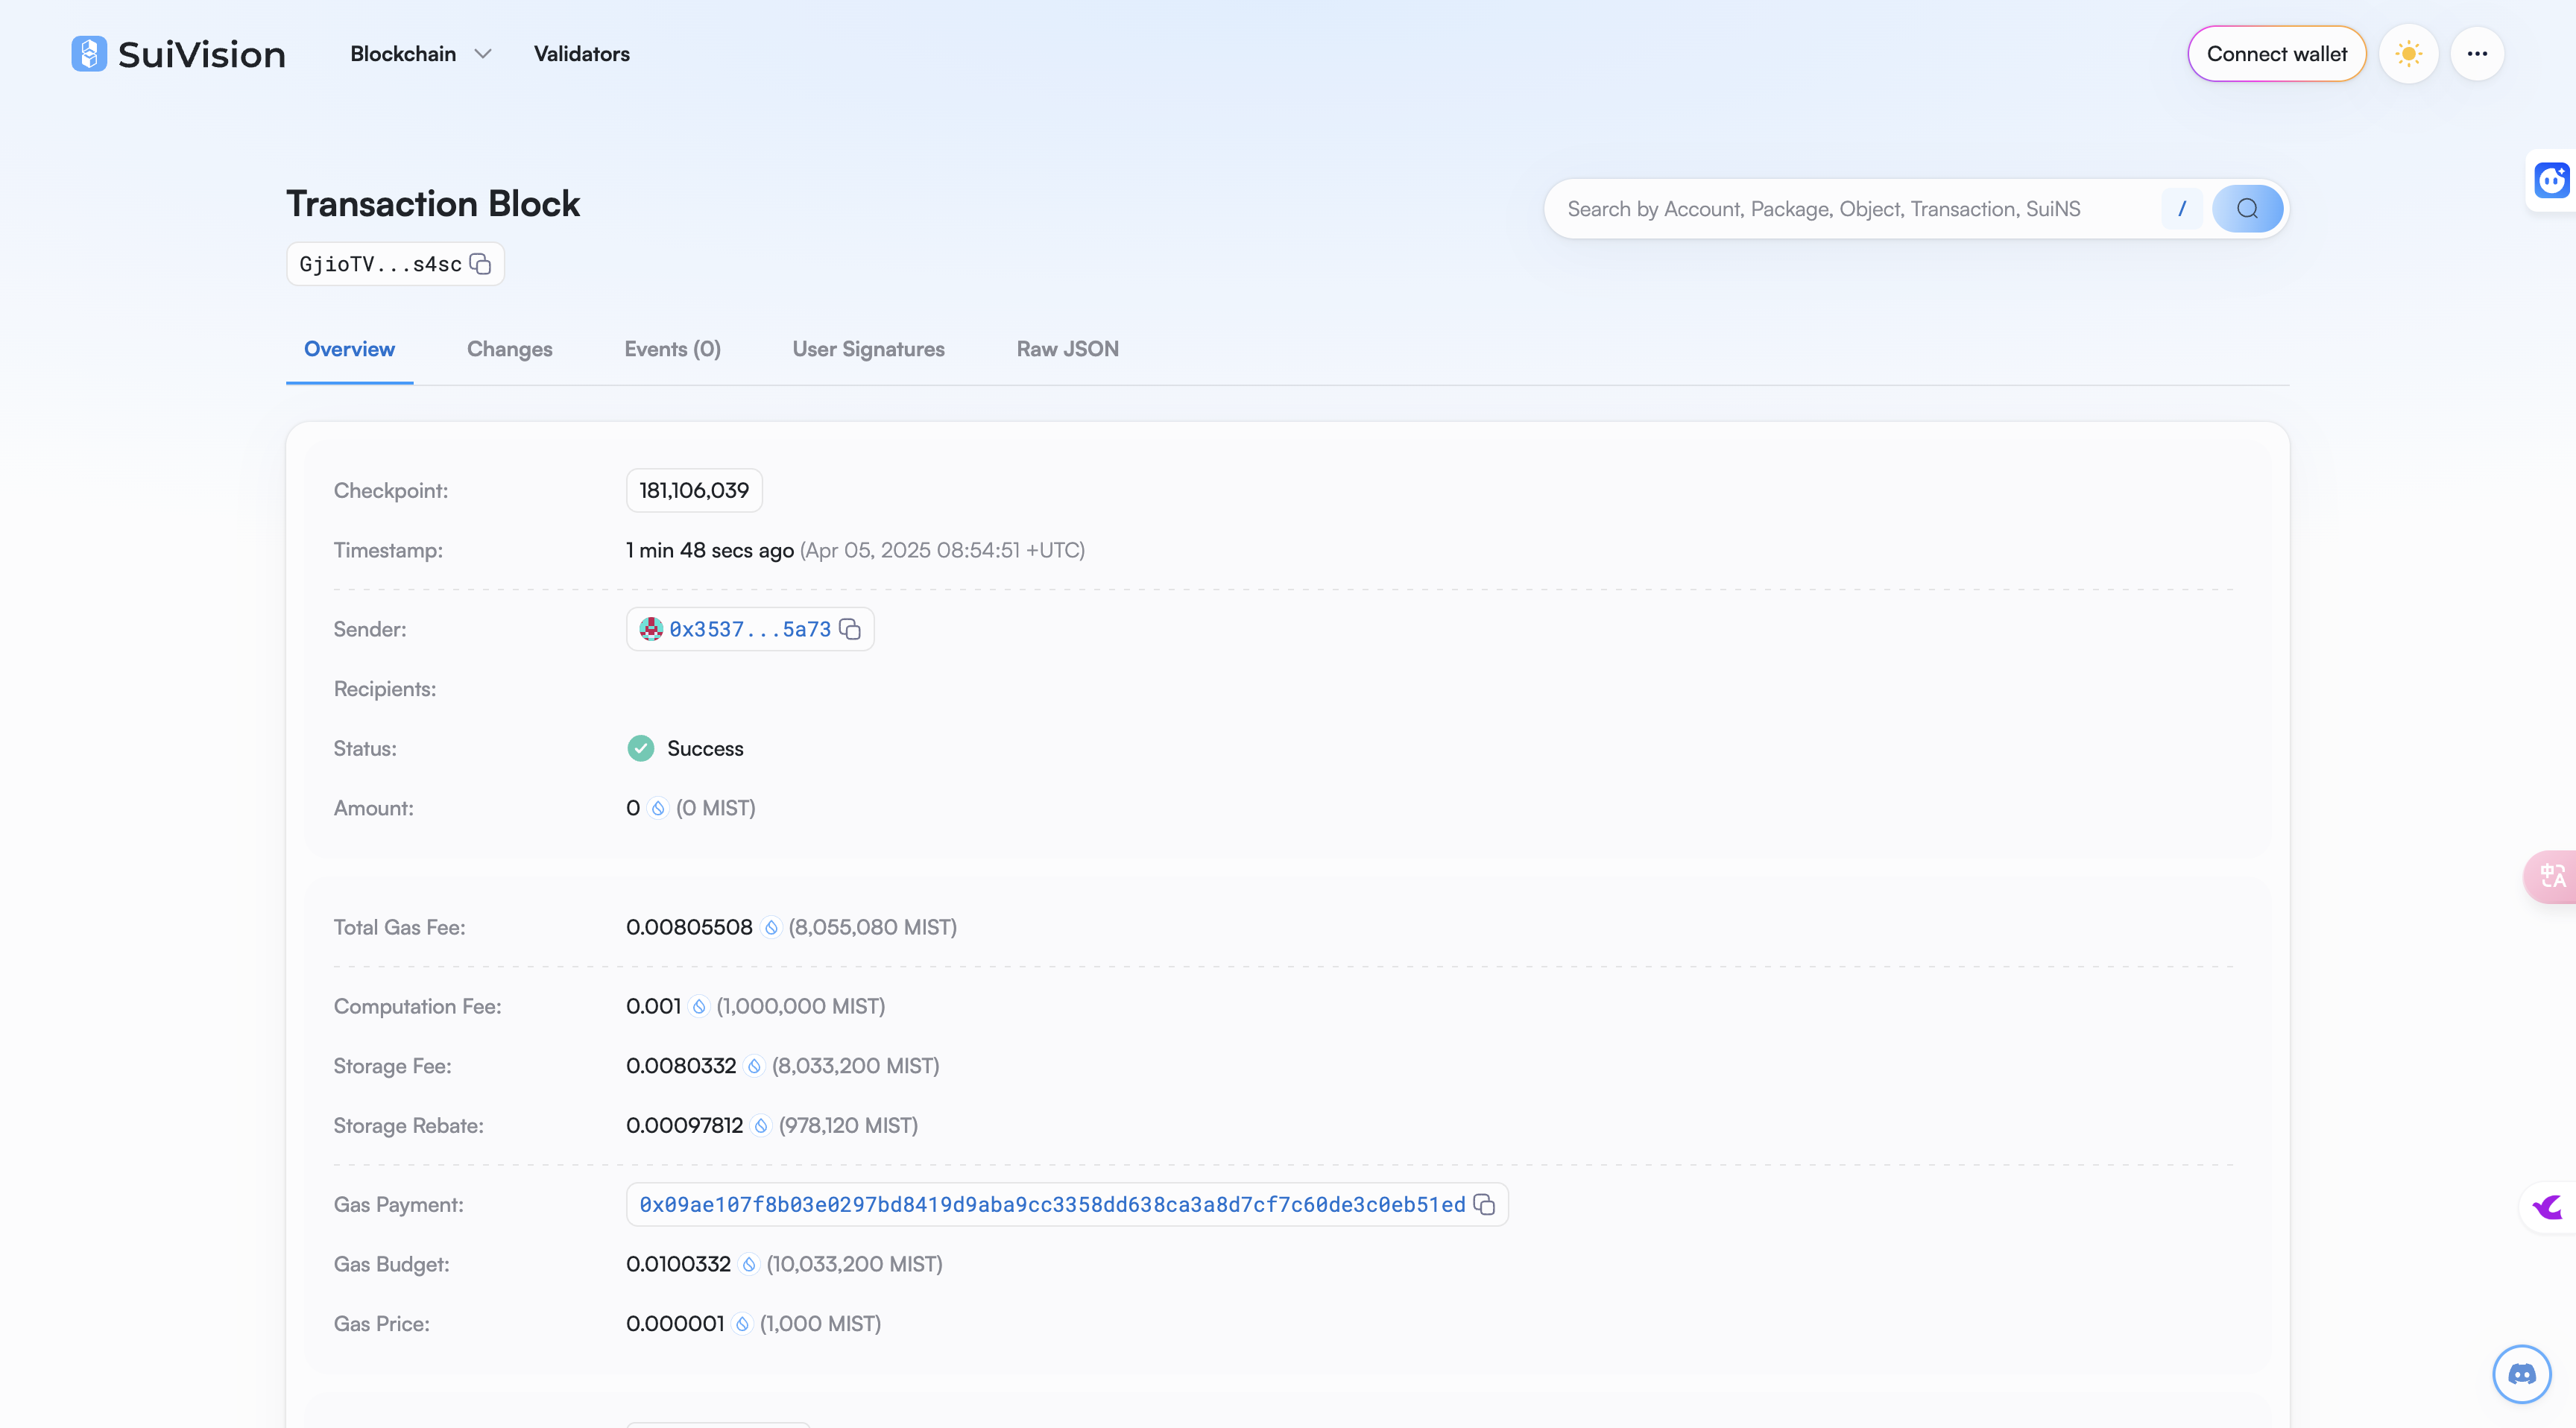 SuiVision Blockchain Validators Connect wallet
Transaction Block
Search by Account, Package, Object, Transaction, SuiNS /
GjioTV...s4sc
Overview Changes Events (0) User Signatures Raw JSON
Checkpoint: 181,106,039
Timestamp: 1 min 48 secs ago (Apr 05, 2025 08:54:51 +UTC)
Sender: 0x3537...5a73
Recipients:
Status: Success
Amount: 0 (0 MIST)
Total Gas Fee: 0.00805508 (8,055,080 MIST)
Computation Fee: 0.001 (1,000,000 MIST)
Storage Fee: 0.0080332 (8,033,200 MIST)
Storage Rebate: 0.00097812 (978,120 MIST)
Gas Payment: 0x09ae107f8b03e0297bd8419d9aba9cc3358dd638ca3a8d7cf7c60de3c0eb51ed
Gas Budget: 0.0100332 (10,033,200 MIST)
Gas Price: 0.000001 (1,000 MIST)